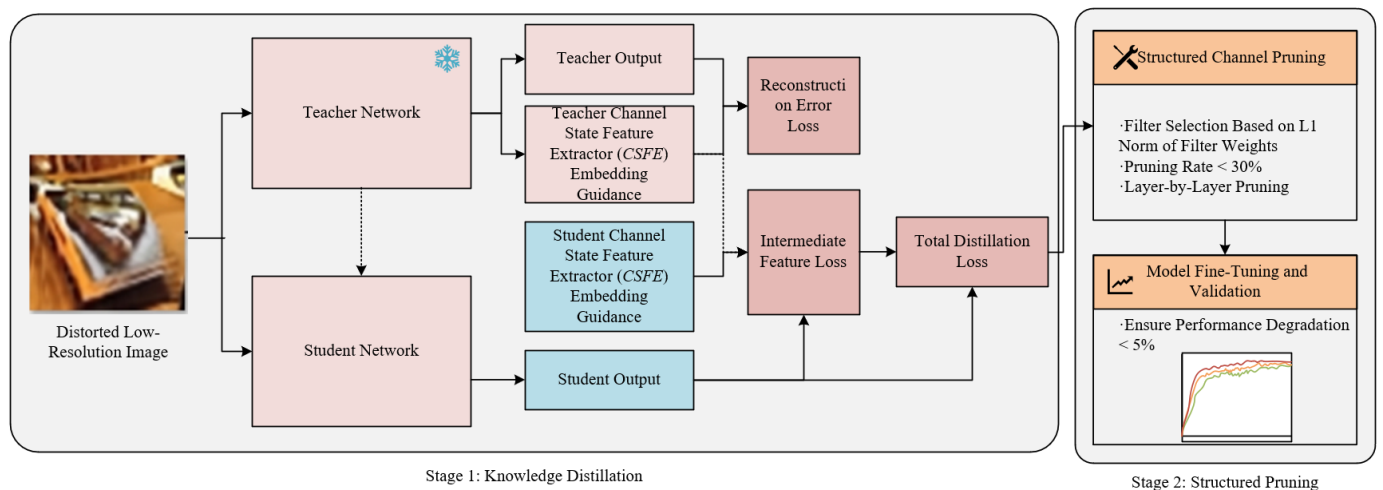 Distorted Low-
Resolution Image
Teacher Network
Student Network
Teacher Output
Teacher Channel
State Feature
Extractor (CSFE)
Embedding
Guidance
Student Channel
State Feature
Extractor (CSFE)
Embedding
Guidance
Student Output
Reconstructi
on Error
Loss
Intermediate
Feature Loss
Total Distillation
Loss
Stage 1: Knowledge Distillation
Structured Channel Pruning
·Filter Selection Based on L1
Norm of Filter Weights
·Pruning Rate < 30%
·Layer-by-Layer Pruning
Model Fine-Tuning and
Validation
·Ensure Performance Degradation
< 5%
Stage 2: Structured Pruning